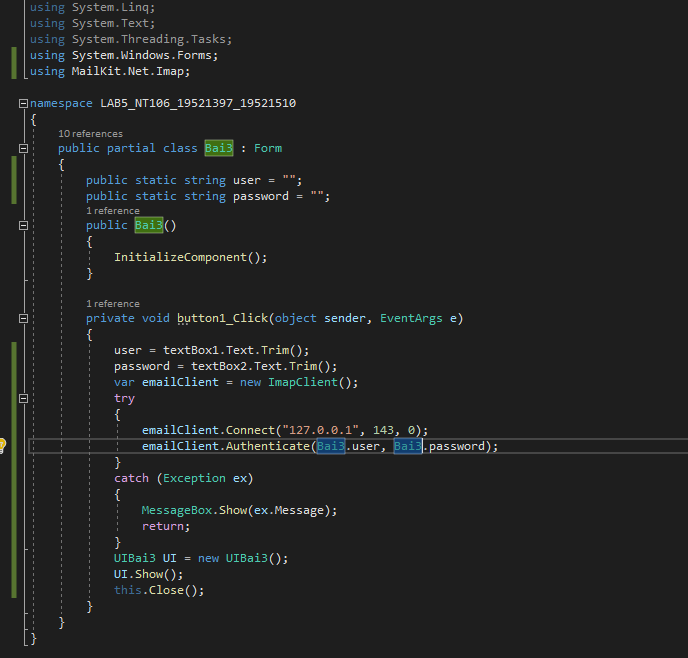 using System.Linq;
using System.Text;
using System.Threading.Tasks;
using System.Windows.Forms;
using MailKit.Net.Imap;
namespace LAB5_NT106_19521397_19521510
{
10 references
public partial class Bai3 : Form
{
public static string user = "";
public static string password = "";
1 reference
public Bai3()
{
InitializeComponent();
}
1 reference
private void button1_Click(object sender, EventArgs e)
{
user = textBox1.Text.Trim();
password = textBox2.Text.Trim();
var emailClient = new ImapClient();
try
{
emailClient.Connect("127.0.0.1", 143, 0);
emailClient.Authenticate(Bai3.user, Bai3.password);
}
catch (Exception ex)
{
MessageBox.Show(ex.Message);
return;
}
UIBai3 UI = new UIBai3();
UI.Show();
this.Close();
}
}
}